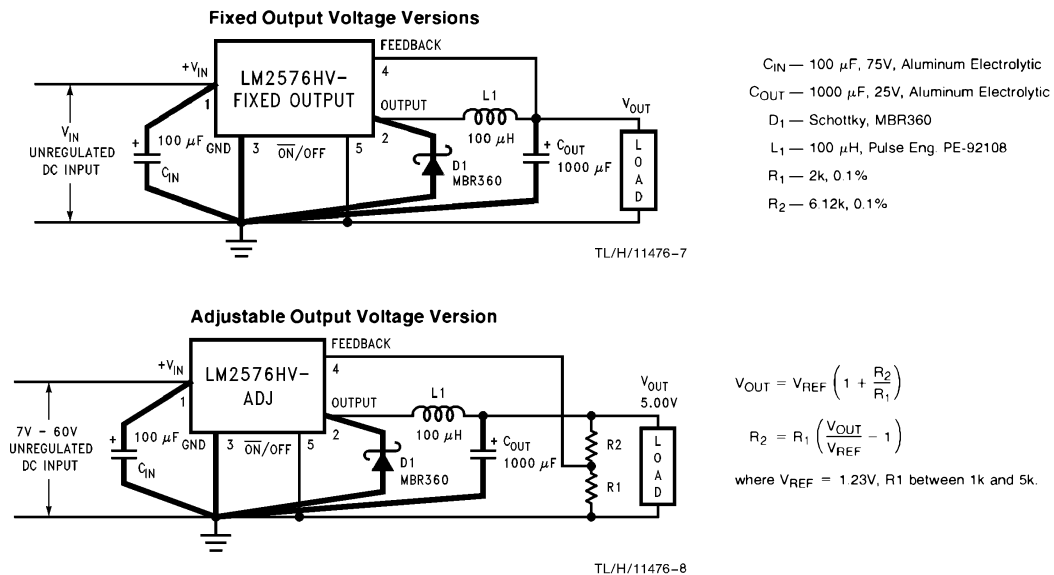 Fixed Output Voltage Versions
FEEDBACK
+VIN
LM2576HV-
FIXED OUTPUT
4
OUTPUT
L1
VOUT
1
2
100 μH
VIN
UNREGULATED
DC INPUT
+
100 μF
CIN
GND
3
ON/OFF
5
D1
MBR360
+
COUT
1000 μF
LOAD
TL/H/11476-7
CIN — 100 μF, 75V, Aluminum Electrolytic
COUT — 1000 μF, 25V, Aluminum Electrolytic
D1 — Schottky, MBR360
L1 — 100 μH, Pulse Eng. PE-92108
R1 — 2k, 0.1%
R2 — 6.12k, 0.1%
Adjustable Output Voltage Version
FEEDBACK
+VIN
LM2576HV-
ADJ
4
OUTPUT
L1
VOUT
5.00V
1
2
100 μH
7V - 60V
UNREGULATED
DC INPUT
+
100 μF
CIN
GND
3
ON/OFF
5
D1
MBR360
+
COUT
1000 μF
R2
R1
LOAD
TL/H/11476-8
VOUT = VREF (1 + R2/R1)
R2 = R1 (VOUT/VREF - 1)
where VREF = 1.23V, R1 between 1k and 5k.